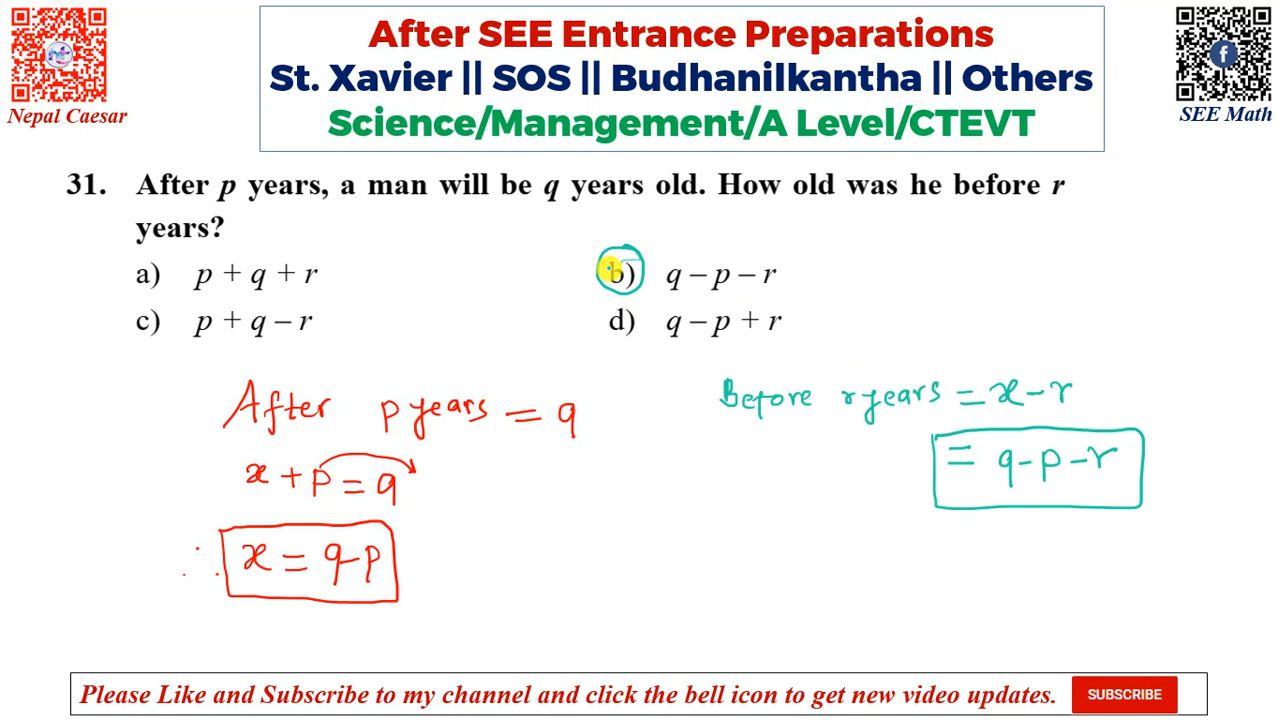 After SEE Entrance Preparations
St. Xavier || SOS || Budhanilkantha || Others
Science/Management/A Level/CTEVT
Nepal Caesar
SEE Math
31. After p years, a man will be q years old. How old was he before r
years?
a) p + q + r
b) q – p – r
c) p + q – r
d) q – p + r
After p years = q
x + p = q
∴ x = q-p
Before r years = x - r
= q - p - r
Please Like and Subscribe to my channel and click the bell icon to get new video updates.
SUBSCRIBE